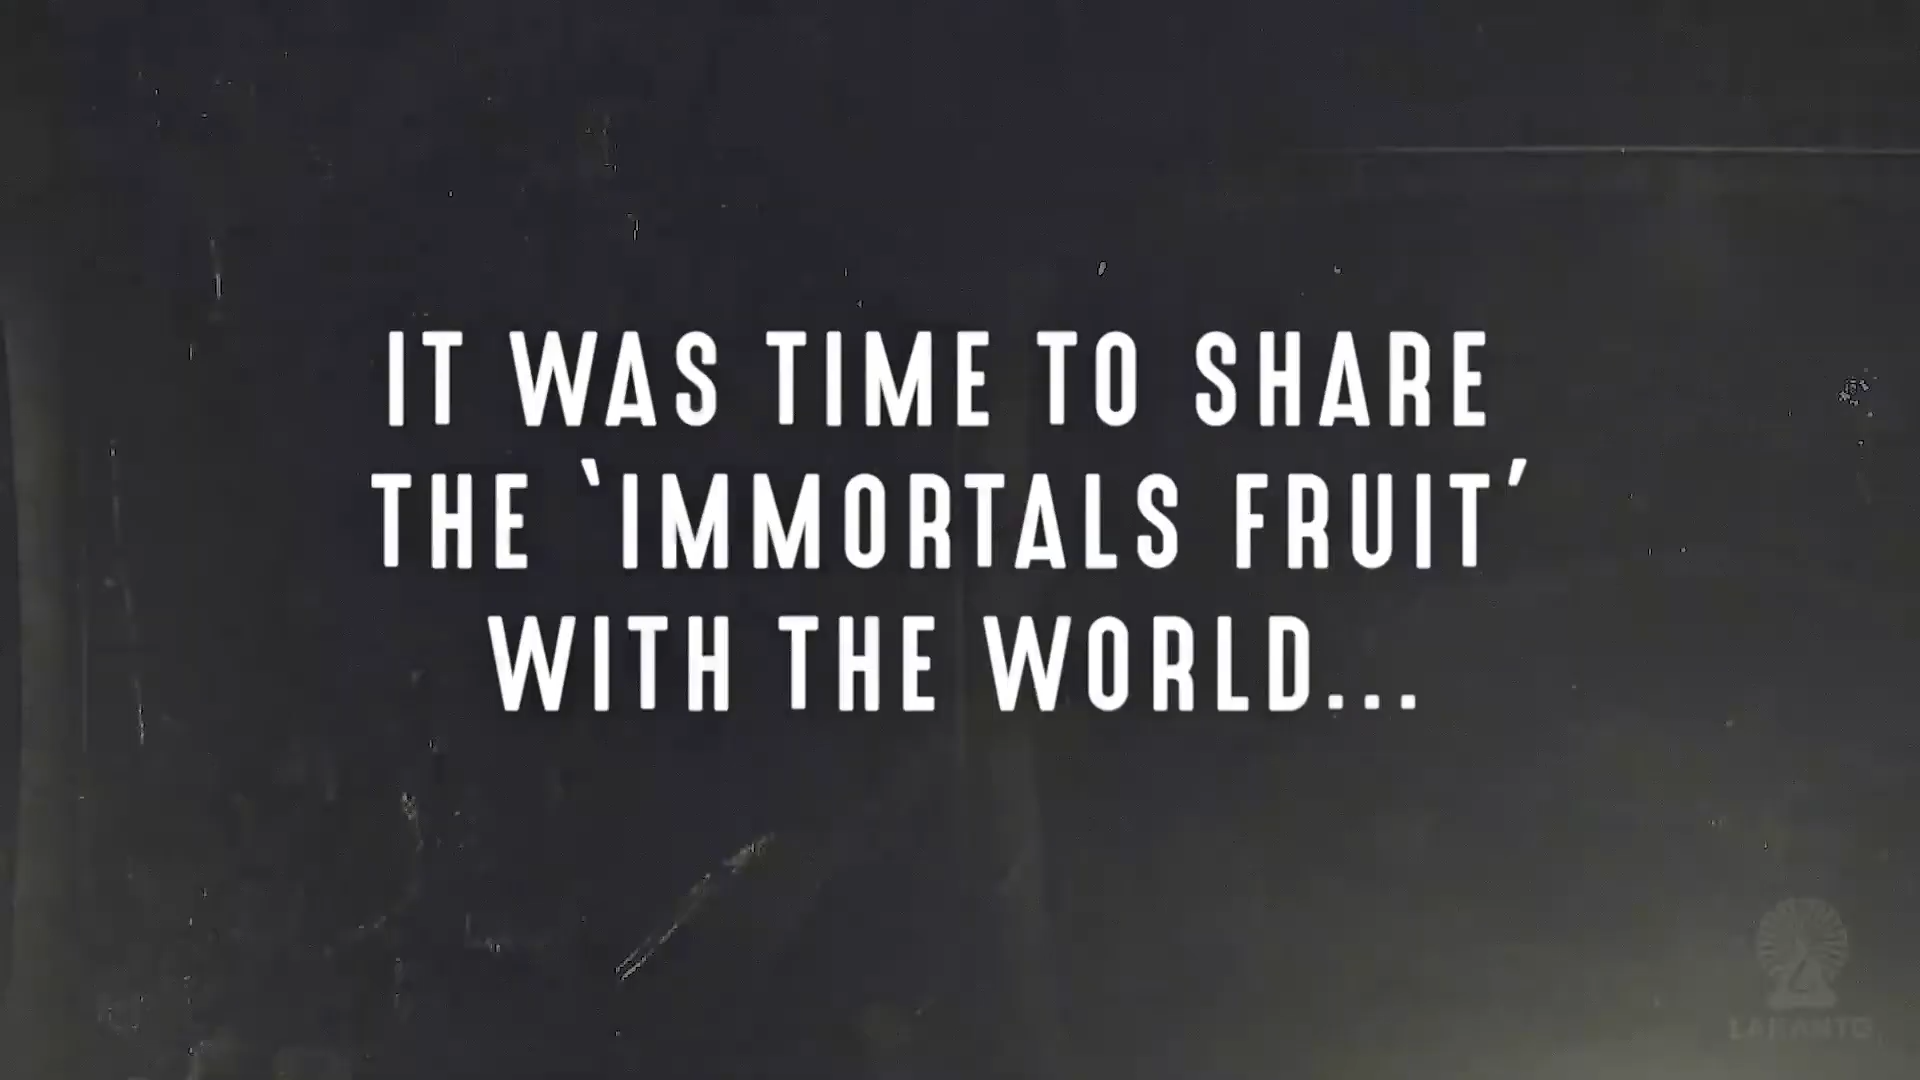 IT WAS TIME TO SHARE
THE ‘IMMORTALS FRUIT’
WITH THE WORLD...